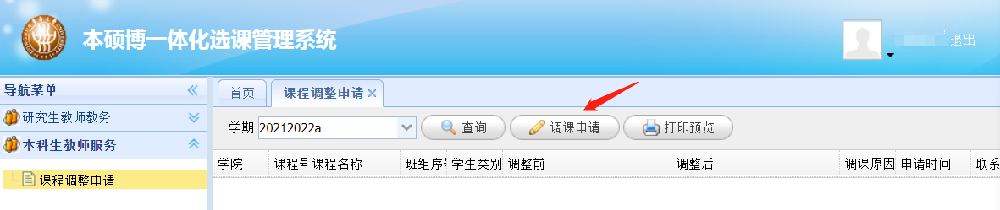 本硕博一体化选课管理系统
退出
导航菜单
首页
课程调整申请
研究生教师教务
学期 20212022a 查询 调课申请 打印预览
本科生教师服务
学院 课程号 课程名称 班组序号 学生类别 调整前 调整后 调课原因 申请时间 联系
课程调整申请